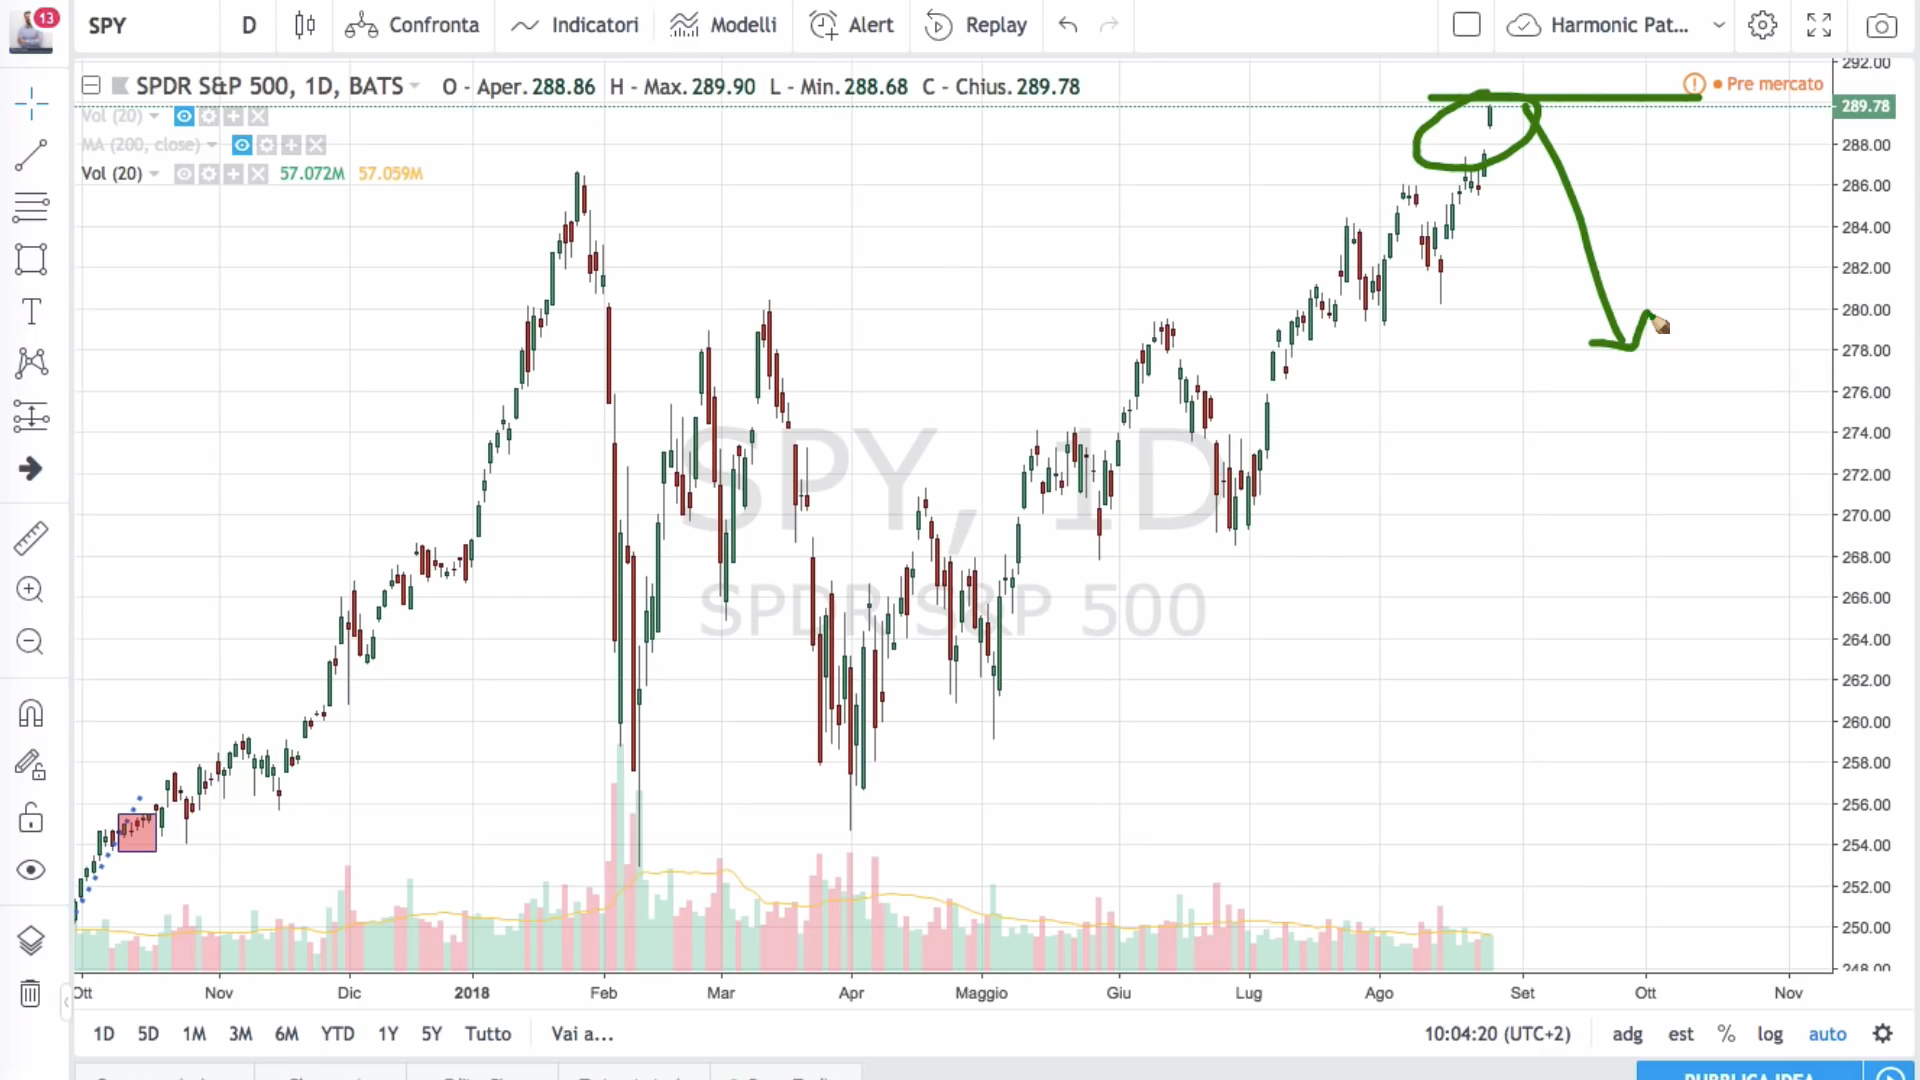 13
SPY
D
Confronta
Indicatori
Modelli
Alert
Replay
Harmonic Pat...
SPDR S&P 500, 1D, BATS
O - Aper. 288.86 H - Max. 289.90 L - Min. 288.68 C - Chius. 289.78
Vol (20)
MA (200, close)
Vol (20)
57.072M 57.059M
Pre mercato
292.00
289.78
288.00
286.00
284.00
282.00
280.00
278.00
276.00
274.00
272.00
270.00
268.00
266.00
264.00
262.00
260.00
258.00
256.00
254.00
252.00
250.00
248.00
SPY, 1D
SPDR S&P 500
Ott Nov Dic 2018 Feb Mar Apr Maggio Giu Lug Ago Set Ott Nov
1D 5D 1M 3M 6M YTD 1Y 5Y Tutto Vai a...
10:04:20 (UTC+2) adg est % log auto
PUBBLICA IDEA